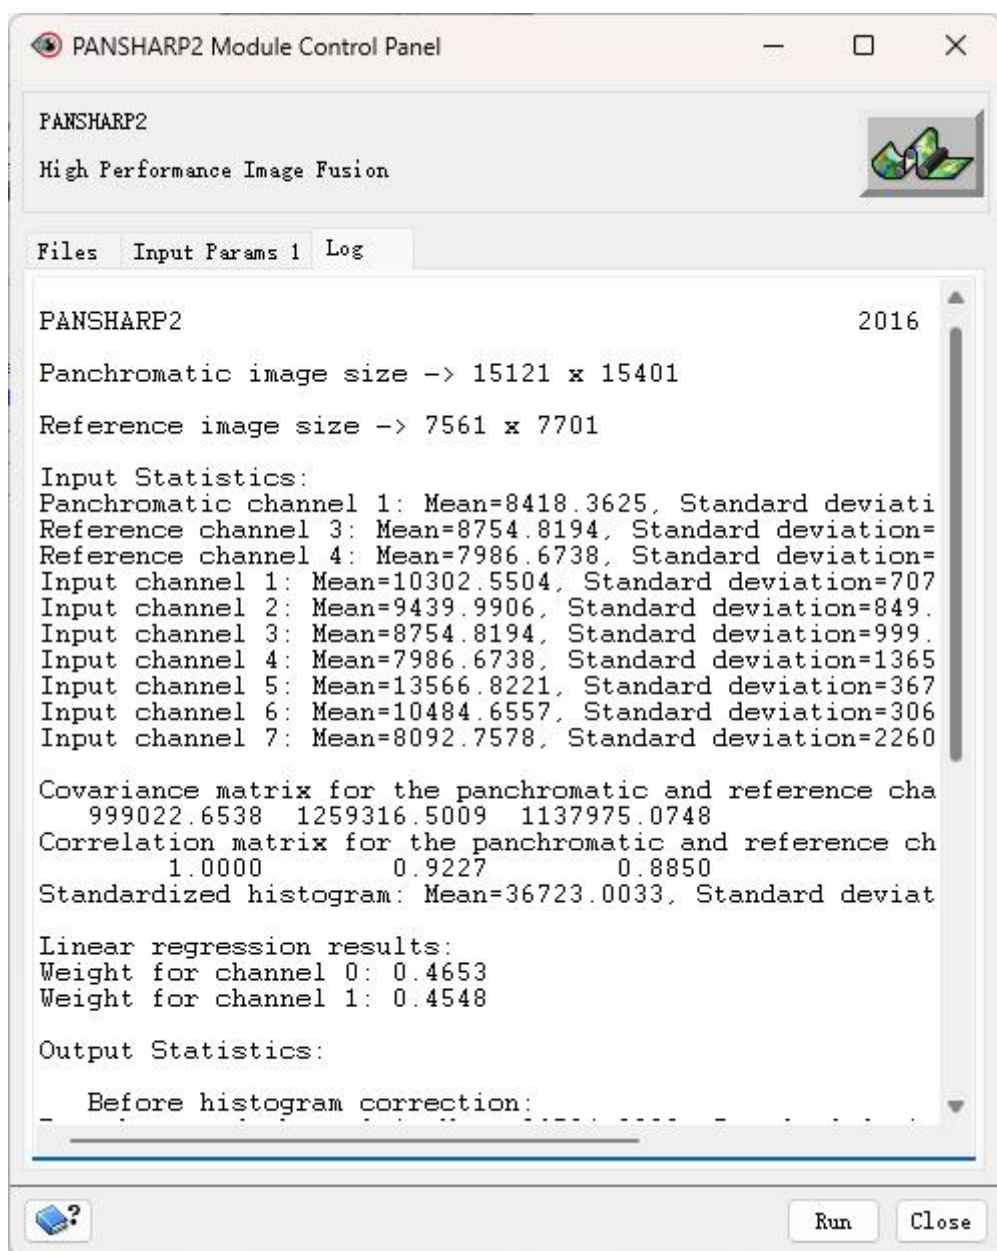 PANSHARP2 Module Control Panel
PANSHARP2
High Performance Image Fusion
Files Input Params 1 Log
PANSHARP2 2016
Panchromatic image size -> 15121 x 15401
Reference image size -> 7561 x 7701
Input Statistics:
Panchromatic channel 1: Mean=8418.3625, Standard deviati
Reference channel 3: Mean=8754.8194, Standard deviation=
Reference channel 4: Mean=7986.6738, Standard deviation=
Input channel 1: Mean=10302.5504, Standard deviation=707
Input channel 2: Mean=9439.9906, Standard deviation=849.
Input channel 3: Mean=8754.8194, Standard deviation=999.
Input channel 4: Mean=7986.6738, Standard deviation=1365
Input channel 5: Mean=13566.8221, Standard deviation=367
Input channel 6: Mean=10484.6557, Standard deviation=306
Input channel 7: Mean=8092.7578, Standard deviation=2260
Covariance matrix for the panchromatic and reference cha
999022.6538 1259316.5009 1137975.0748
Correlation matrix for the panchromatic and reference ch
1.0000 0.9227 0.8850
Standardized histogram: Mean=36723.0033, Standard deviat
Linear regression results:
Weight for channel 0: 0.4653
Weight for channel 1: 0.4548
Output Statistics:
Before histogram correction:
Run Close